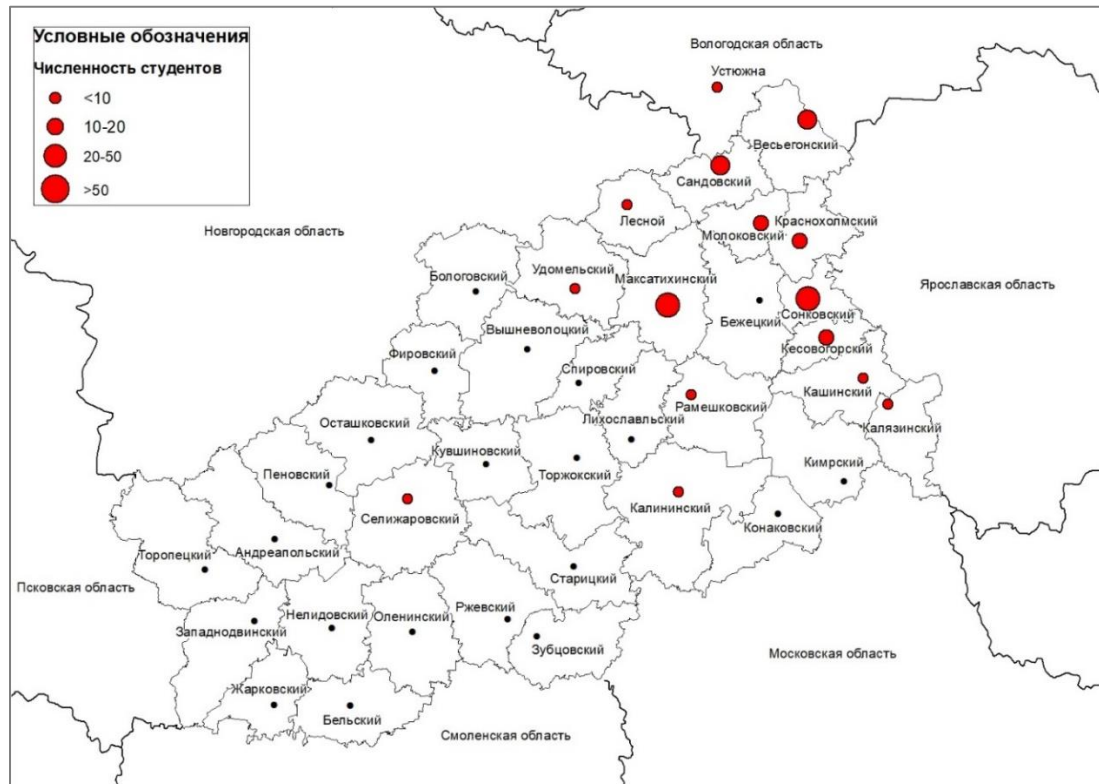 Условные обозначения
Численность студентов
<10
10-20
20-50
>50
Вологодская область
Устюжна
Весьегонский
Сандовский
Лесной
Краснохолмский
Молоковский
Новгородская область
Удомельский
Максатихинский
Бологовский
Ярославская область
Сонковский
Бежецкий
Вышневолоцкий
Кесовогорский
Фировский
Спировский
Кашинский
Рамешковский
Лихославльский
Калязинский
Осташковский
Кувшиновский
Кимрский
Пеновский
Торжокский
Селижаровский
Калининский
Конаковский
Андреапольский
Торопецкий
Старицкий
Псковская область
Ржевский
Нелидовский
Оленинский
Западнодвинский
Зубцовский
Московская область
Жарковский
Бельский
Смоленская область